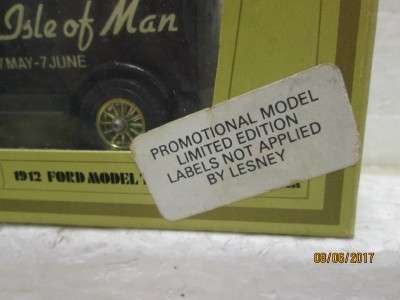 Isle of Man
MAY-7 JUNE
PROMOTIONAL MODEL
LIMITED EDITION
LABELS NOT APPLIED
BY LESNEY
1912 FORD MODEL T
09/06/2017